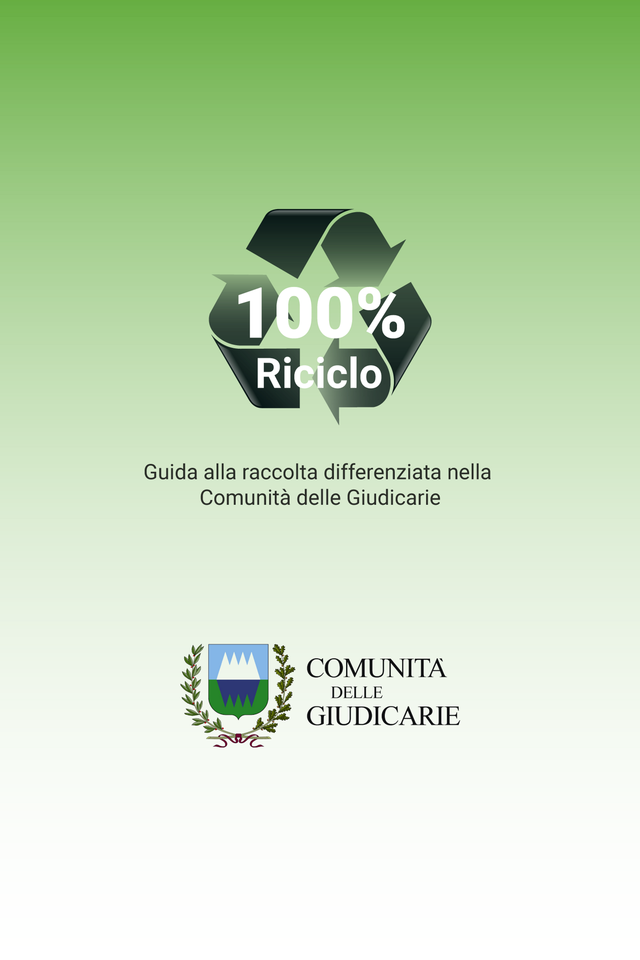 100%
Riciclo
Guida alla raccolta differenziata nella
Comunità delle Giudicarie
COMUNITÀ
DELLE
GIUDICARIE